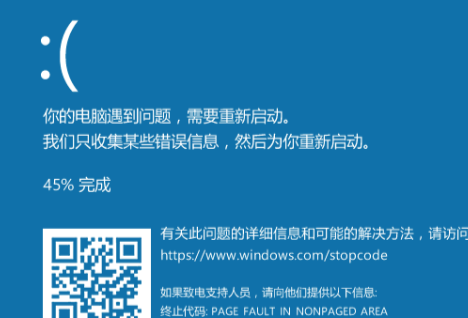 :(
你的电脑遇到问题，需要重新启动。
我们只收集某些错误信息，然后为你重新启动。
45% 完成
有关此问题的详细信息和可能的解决方法，请访问
https://www.windows.com/stopcode
如果致电支持人员，请向他们提供以下信息:
终止代码: PAGE FAULT IN NONPAGED AREA